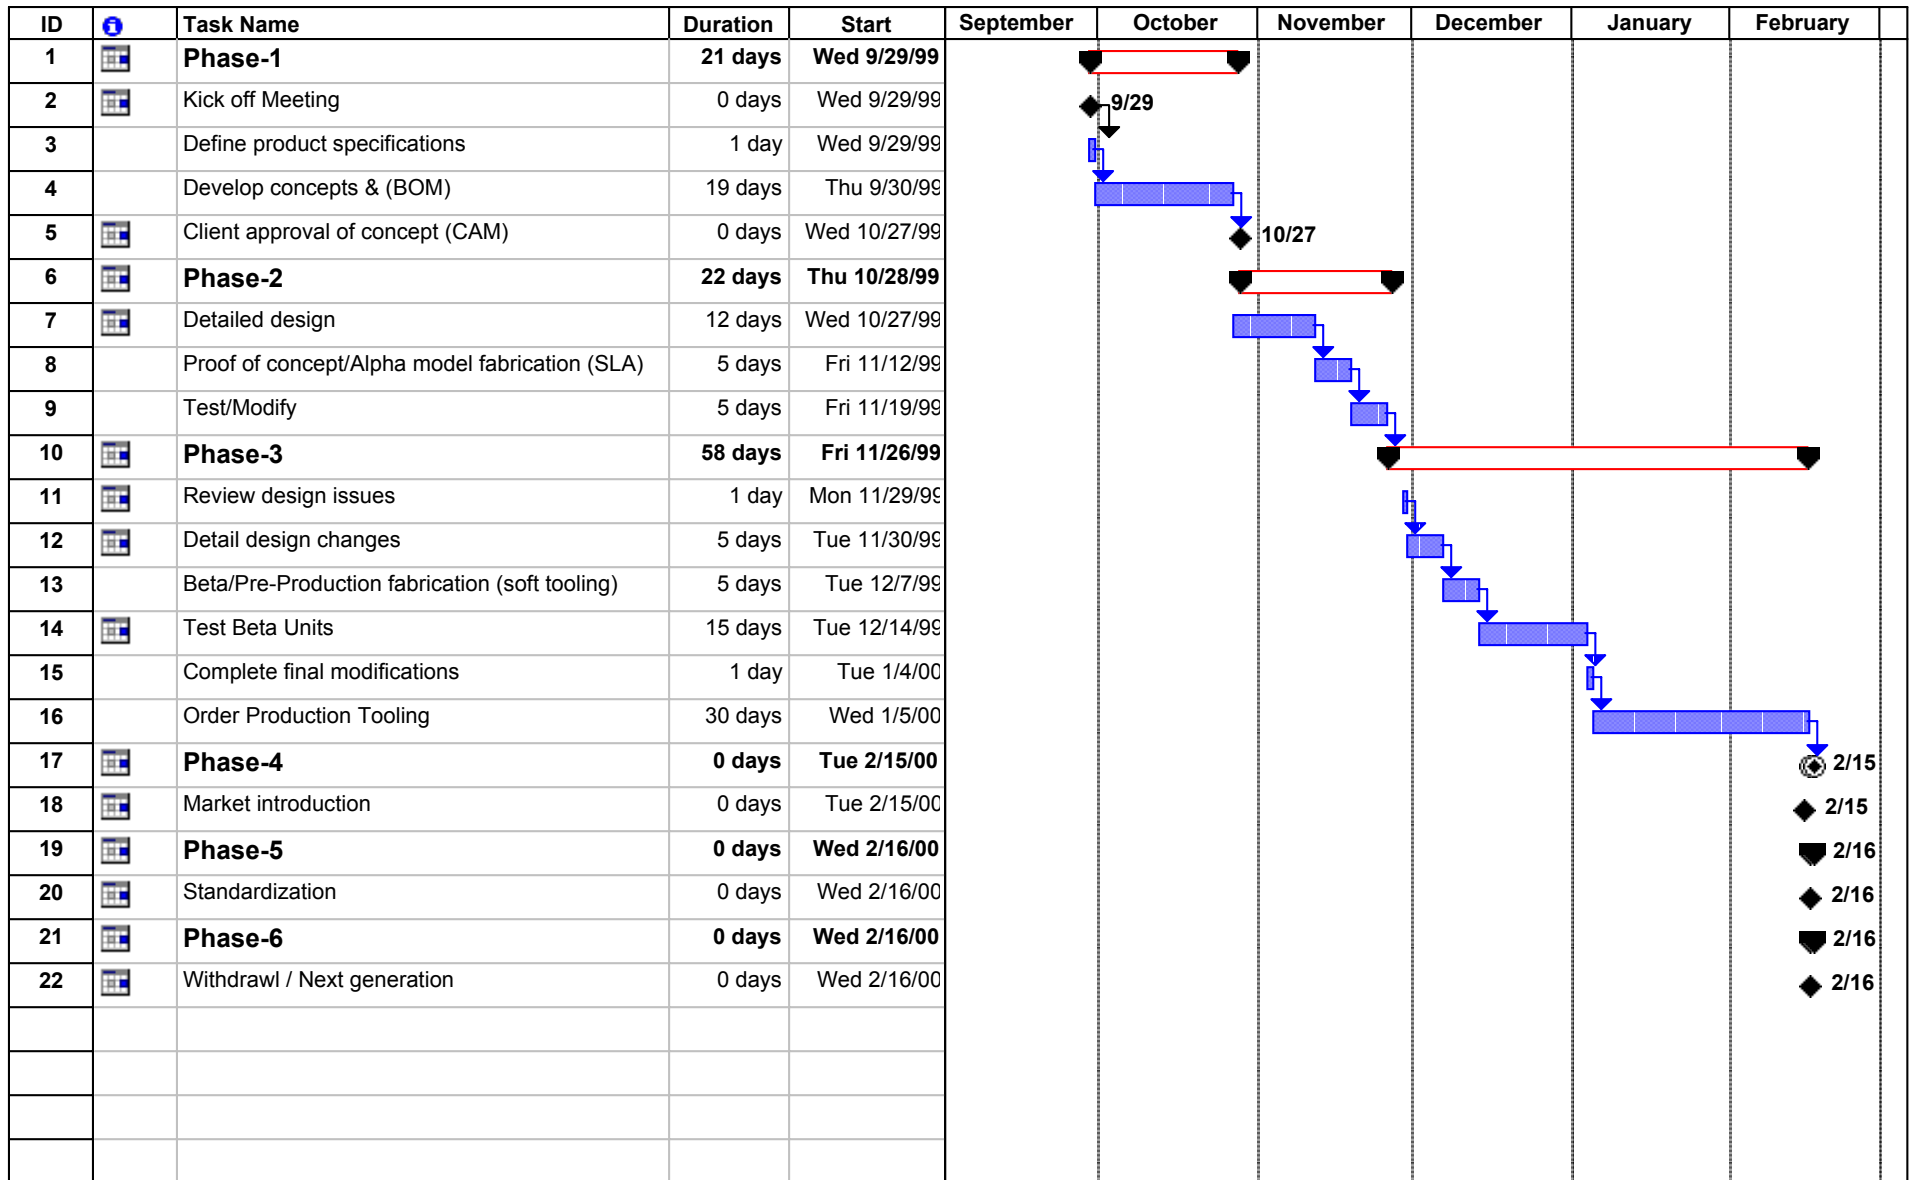 ID Task Name Duration Start September October November December January February
1 Phase-1 21 days Wed 9/29/99
2 Kick off Meeting 0 days Wed 9/29/99 9/29
3 Define product specifications 1 day Wed 9/29/99
4 Develop concepts & (BOM) 19 days Thu 9/30/99
5 Client approval of concept (CAM) 0 days Wed 10/27/99 10/27
6 Phase-2 22 days Thu 10/28/99
7 Detailed design 12 days Wed 10/27/99
8 Proof of concept/Alpha model fabrication (SLA) 5 days Fri 11/12/99
9 Test/Modify 5 days Fri 11/19/99
10 Phase-3 58 days Fri 11/26/99
11 Review design issues 1 day Mon 11/29/99
12 Detail design changes 5 days Tue 11/30/99
13 Beta/Pre-Production fabrication (soft tooling) 5 days Tue 12/7/99
14 Test Beta Units 15 days Tue 12/14/99
15 Complete final modifications 1 day Tue 1/4/00
16 Order Production Tooling 30 days Wed 1/5/00
17 Phase-4 0 days Tue 2/15/00 2/15
18 Market introduction 0 days Tue 2/15/00 2/15
19 Phase-5 0 days Wed 2/16/00 2/16
20 Standardization 0 days Wed 2/16/00 2/16
21 Phase-6 0 days Wed 2/16/00 2/16
22 Withdrawl / Next generation 0 days Wed 2/16/00 2/16